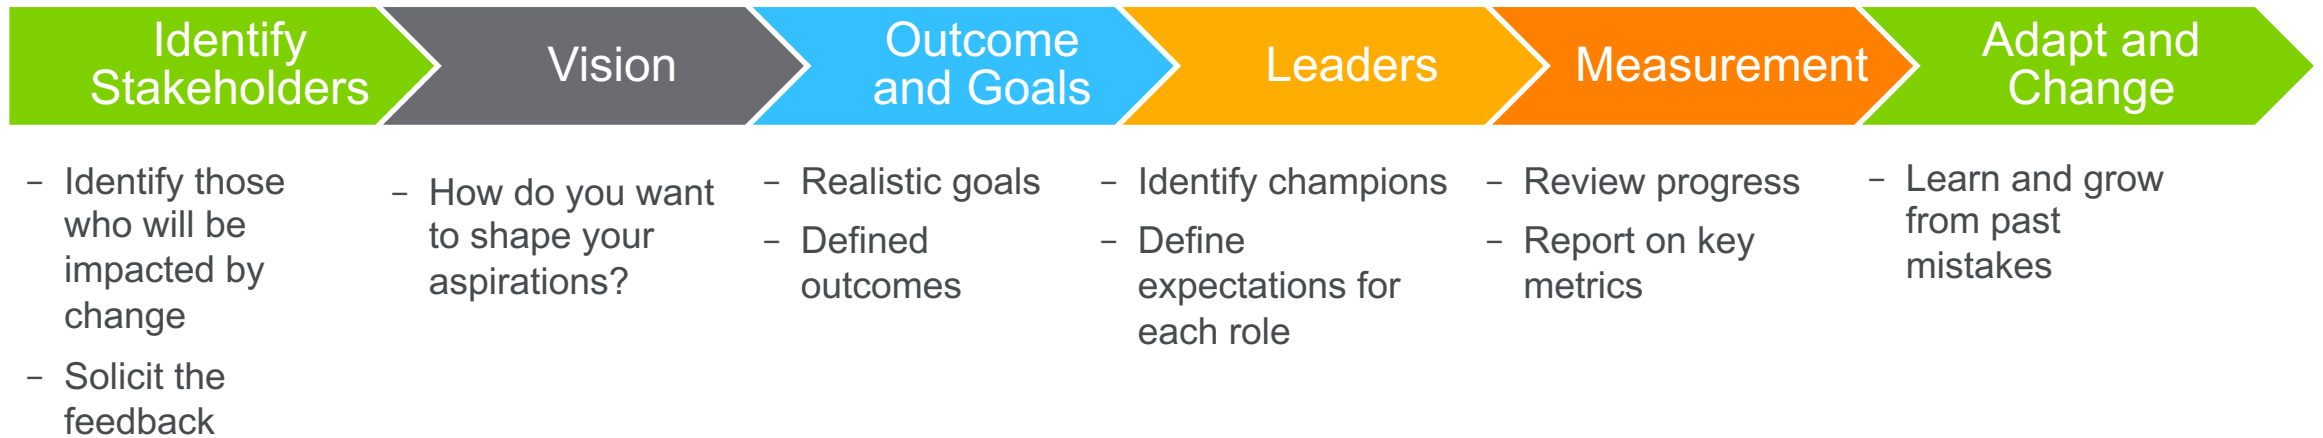 Identify
Stakeholders
Vision
Outcome
and Goals
Leaders
Measurement
Adapt and
Change
– Identify those
who will be
impacted by
change
– Solicit the
feedback
– How do you want
to shape your
aspirations?
– Realistic goals
– Defined
outcomes
– Identify champions
– Define
expectations for
each role
– Review progress
– Report on key
metrics
– Learn and grow
from past
mistakes